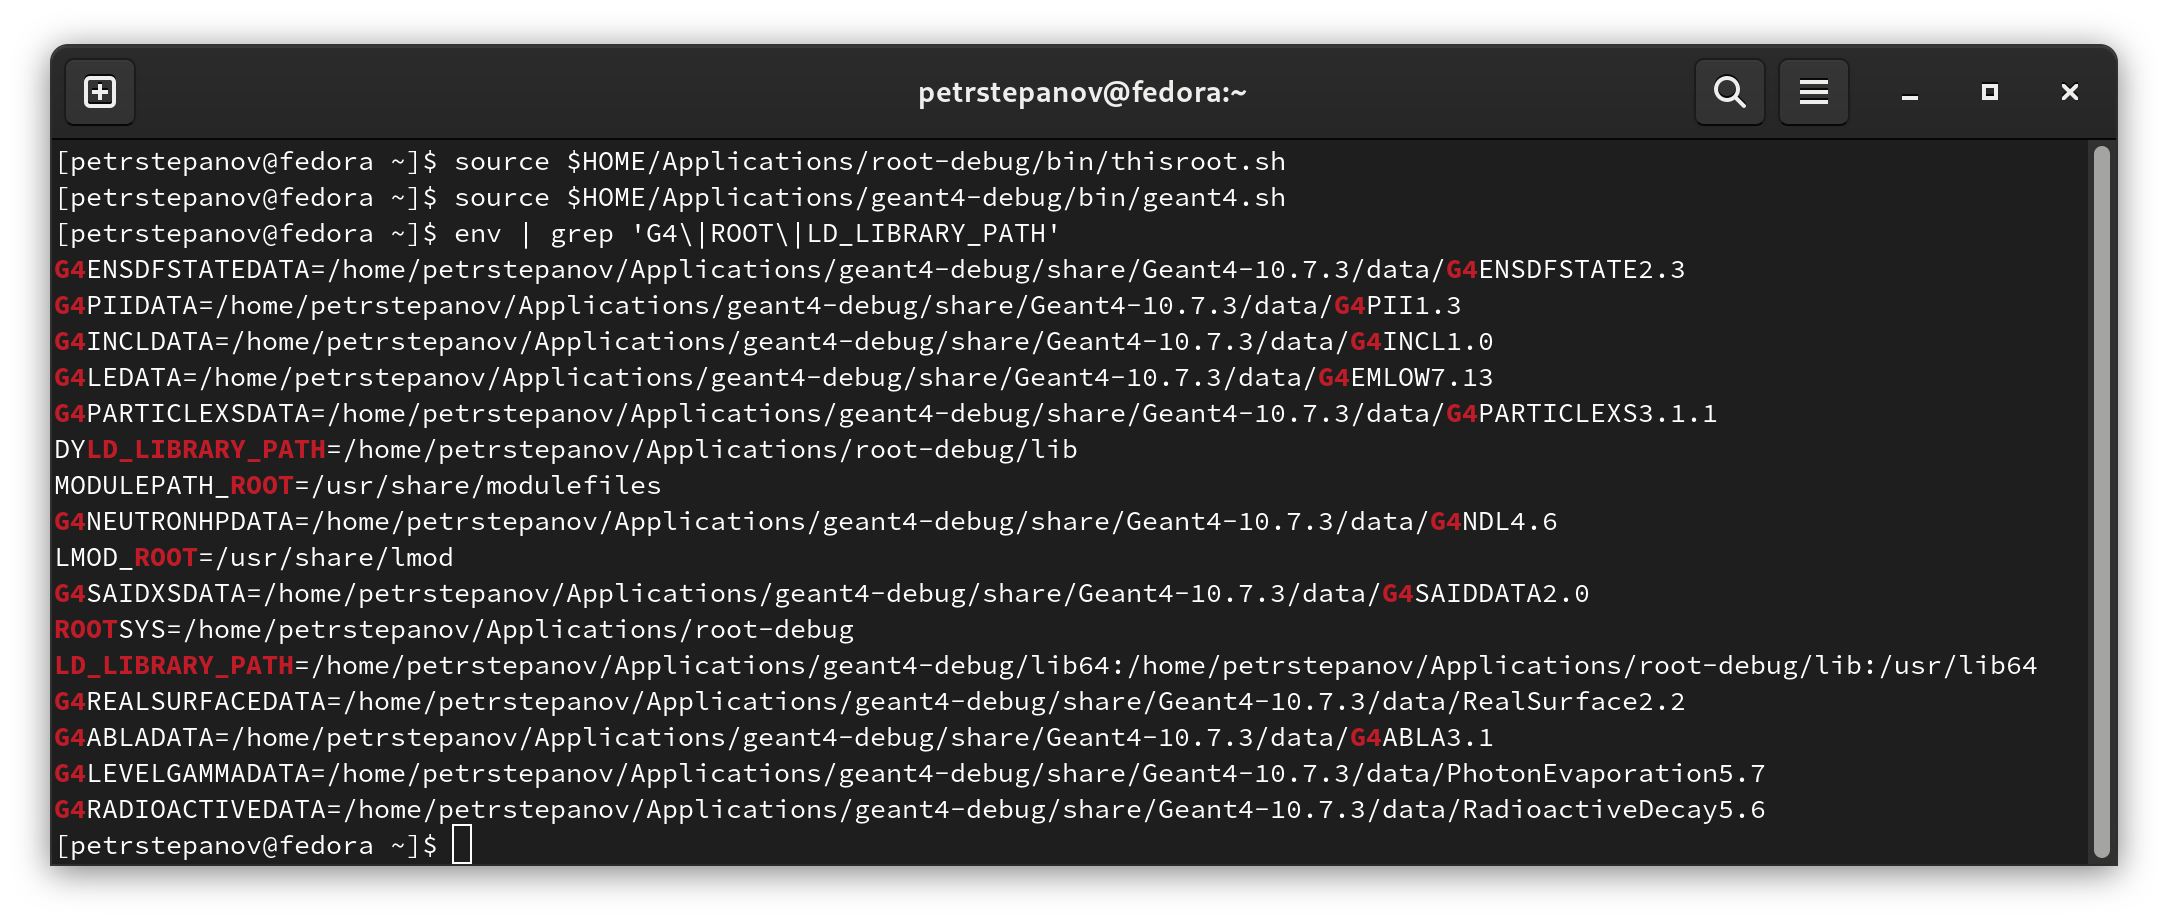 petrstepanov@fedora:~
[petrstepanov@fedora ~]$ source $HOME/Applications/root-debug/bin/thisroot.sh
[petrstepanov@fedora ~]$ source $HOME/Applications/geant4-debug/bin/geant4.sh
[petrstepanov@fedora ~]$ env | grep 'G4\|ROOT\|LD_LIBRARY_PATH'
G4ENSDFSTATEDATA=/home/petrstepanov/Applications/geant4-debug/share/Geant4-10.7.3/data/G4ENSDFSTATE2.3
G4PIIDATA=/home/petrstepanov/Applications/geant4-debug/share/Geant4-10.7.3/data/G4PII1.3
G4INCLDATA=/home/petrstepanov/Applications/geant4-debug/share/Geant4-10.7.3/data/G4INCL1.0
G4LEDATA=/home/petrstepanov/Applications/geant4-debug/share/Geant4-10.7.3/data/G4EMLOW7.13
G4PARTICLEXSDATA=/home/petrstepanov/Applications/geant4-debug/share/Geant4-10.7.3/data/G4PARTICLEXS3.1.1
DYLD_LIBRARY_PATH=/home/petrstepanov/Applications/root-debug/lib
MODULEPATH_ROOT=/usr/share/modulefiles
G4NEUTRONHPDATA=/home/petrstepanov/Applications/geant4-debug/share/Geant4-10.7.3/data/G4NDL4.6
LMOD_ROOT=/usr/share/lmod
G4SAIDXSDATA=/home/petrstepanov/Applications/geant4-debug/share/Geant4-10.7.3/data/G4SAIDDATA2.0
ROOTSYS=/home/petrstepanov/Applications/root-debug
LD_LIBRARY_PATH=/home/petrstepanov/Applications/geant4-debug/lib64:/home/petrstepanov/Applications/root-debug/lib:/usr/lib64
G4REALSURFACEDATA=/home/petrstepanov/Applications/geant4-debug/share/Geant4-10.7.3/data/RealSurface2.2
G4ABLADATA=/home/petrstepanov/Applications/geant4-debug/share/Geant4-10.7.3/data/G4ABLA3.1
G4LEVELGAMMADATA=/home/petrstepanov/Applications/geant4-debug/share/Geant4-10.7.3/data/PhotonEvaporation5.7
G4RADIOACTIVEDATA=/home/petrstepanov/Applications/geant4-debug/share/Geant4-10.7.3/data/RadioactiveDecay5.6
[petrstepanov@fedora ~]$